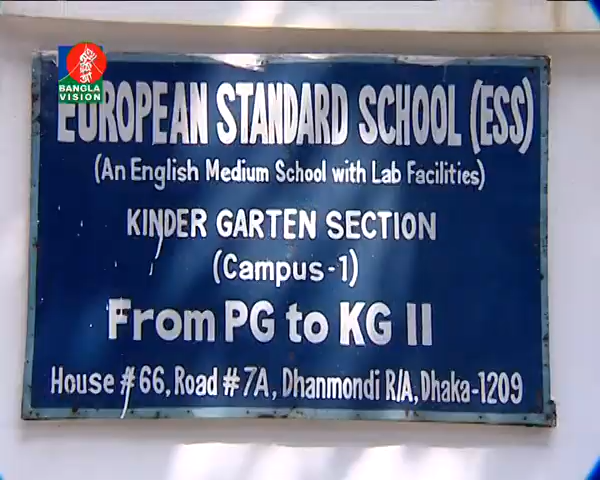 BANGLA
VISION
EUROPEAN STANDARD SCHOOL (ESS)
(An English Medium School with Lab Facilities)
KINDER GARTEN SECTION
(Campus-1)
From PG to KG II
House #66, Road #7A, Dhanmondi R/A, Dhaka-1209